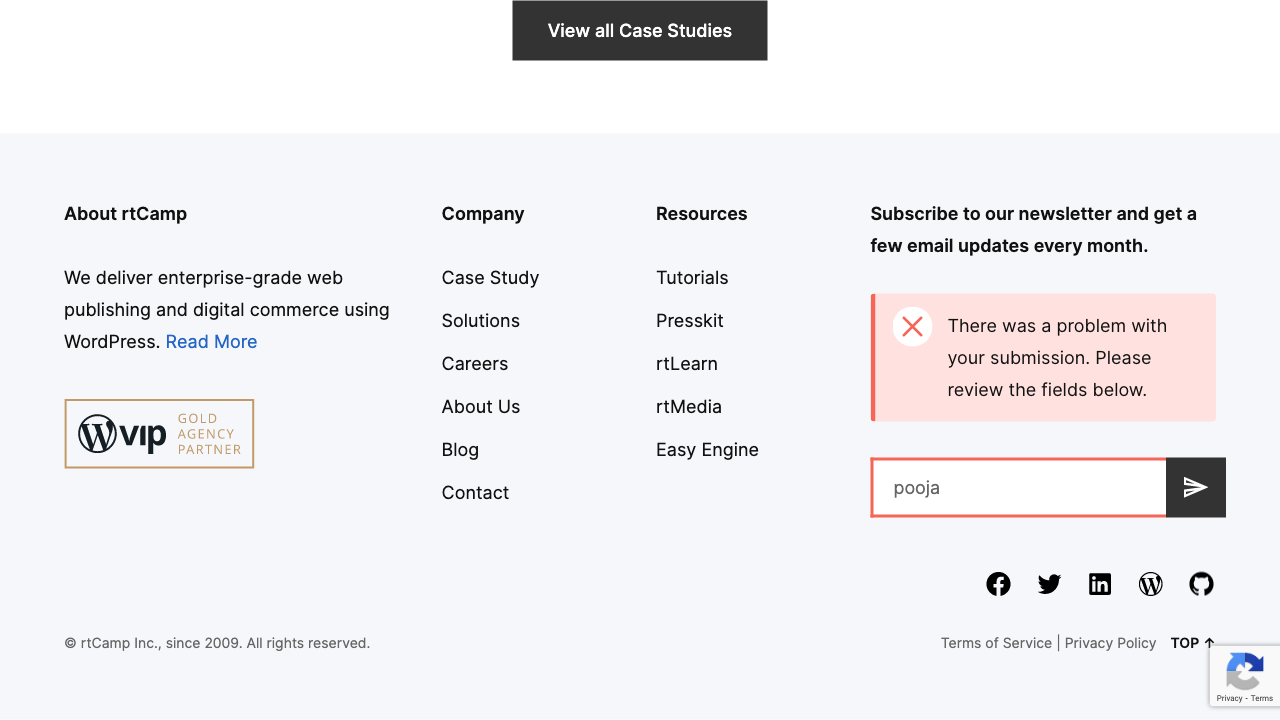 View all Case Studies
About rtCamp
We deliver enterprise-grade web
publishing and digital commerce using
WordPress. Read More
vip
GOLD
AGENCY
PARTNER
Company
Case Study
Solutions
Careers
About Us
Blog
Contact
Resources
Tutorials
Presskit
rtLearn
rtMedia
Easy Engine
Subscribe to our newsletter and get a
few email updates every month.
There was a problem with
your submission. Please
review the fields below.
pooja
© rtCamp Inc., since 2009. All rights reserved.
Terms of Service | Privacy Policy TOP ↑
Privacy - Terms